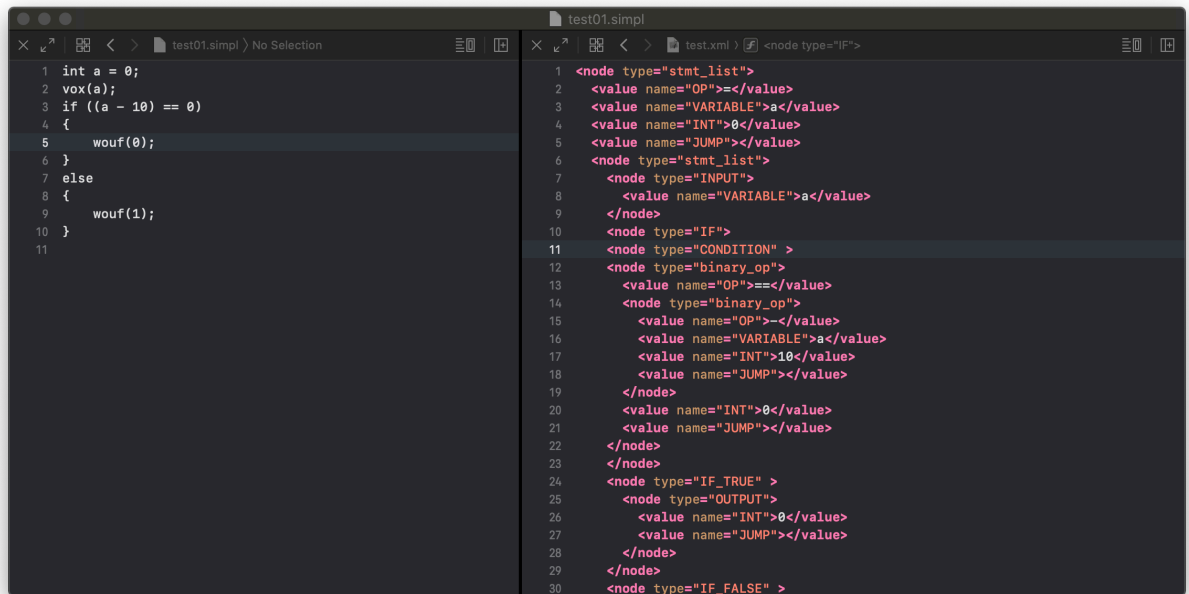 test01.simpl
test01.simpl 〉 No Selection
1 int a = 0;
2 vox(a);
3 if ((a - 10) == 0)
4 {
5     wouf(0);
6 }
7 else
8 {
9     wouf(1);
10 }
11
test.xml 〉 <node type="IF">
1 <node type="stmt_list">
2   <value name="OP">=</value>
3   <value name="VARIABLE">a</value>
4   <value name="INT">0</value>
5   <value name="JUMP"></value>
6   <node type="stmt_list">
7     <node type="INPUT">
8       <value name="VARIABLE">a</value>
9     </node>
10     <node type="IF">
11     <node type="CONDITION" >
12     <node type="binary_op">
13       <value name="OP">==</value>
14       <node type="binary_op">
15         <value name="OP">-</value>
16         <value name="VARIABLE">a</value>
17         <value name="INT">10</value>
18         <value name="JUMP"></value>
19       </node>
20       <value name="INT">0</value>
21       <value name="JUMP"></value>
22     </node>
23     </node>
24     <node type="IF_TRUE" >
25       <node type="OUTPUT">
26         <value name="INT">0</value>
27         <value name="JUMP"></value>
28       </node>
29     </node>
30     <node type="IF_FALSE" >